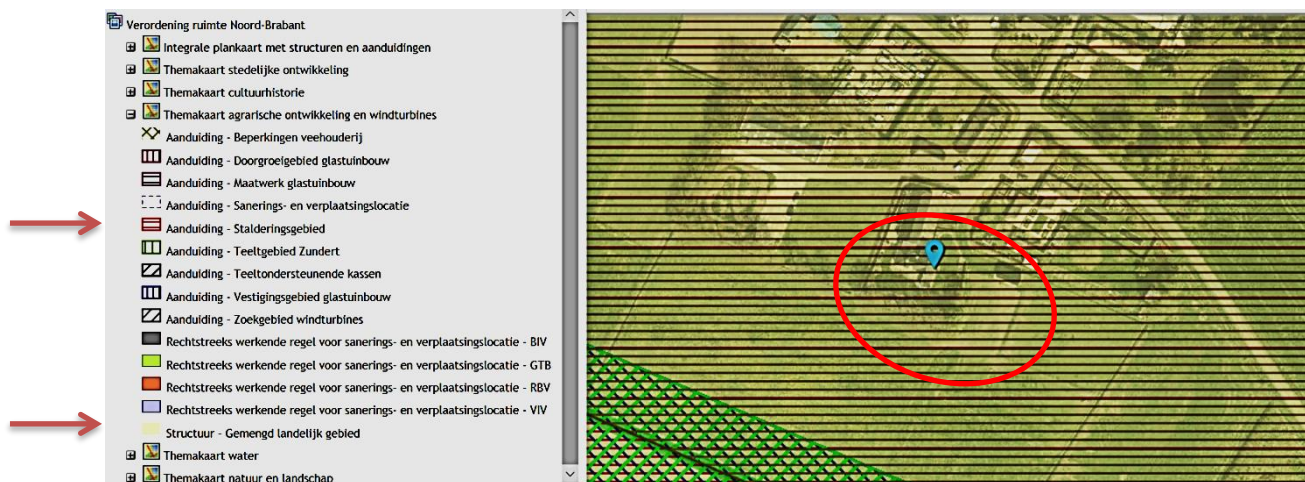 Verordening ruimte Noord-Brabant
Integrale plankaart met structuren en aanduidingen
Themakaart stedelijke ontwikkeling
Themakaart cultuurhistorie
Themakaart agrarische ontwikkeling en windturbines
Aanduiding - Beperkingen veehouderij
Aanduiding - Doorgroeigebied glastuinbouw
Aanduiding - Maatwerk glastuinbouw
Aanduiding - Sanerings- en verplaatsingslocatie
Aanduiding - Stalderingsgebied
Aanduiding - Teeltgebied Zundert
Aanduiding - Teeltondersteunende kassen
Aanduiding - Vestigingsgebied glastuinbouw
Aanduiding - Zoekgebied windturbines
Rechtstreeks werkende regel voor sanerings- en verplaatsingslocatie - BIV
Rechtstreeks werkende regel voor sanerings- en verplaatsingslocatie - GTB
Rechtstreeks werkende regel voor sanerings- en verplaatsingslocatie - RBV
Rechtstreeks werkende regel voor sanerings- en verplaatsingslocatie - VIV
Structuur - Gemengd landelijk gebied
Themakaart water
Themakaart natuur en landschap